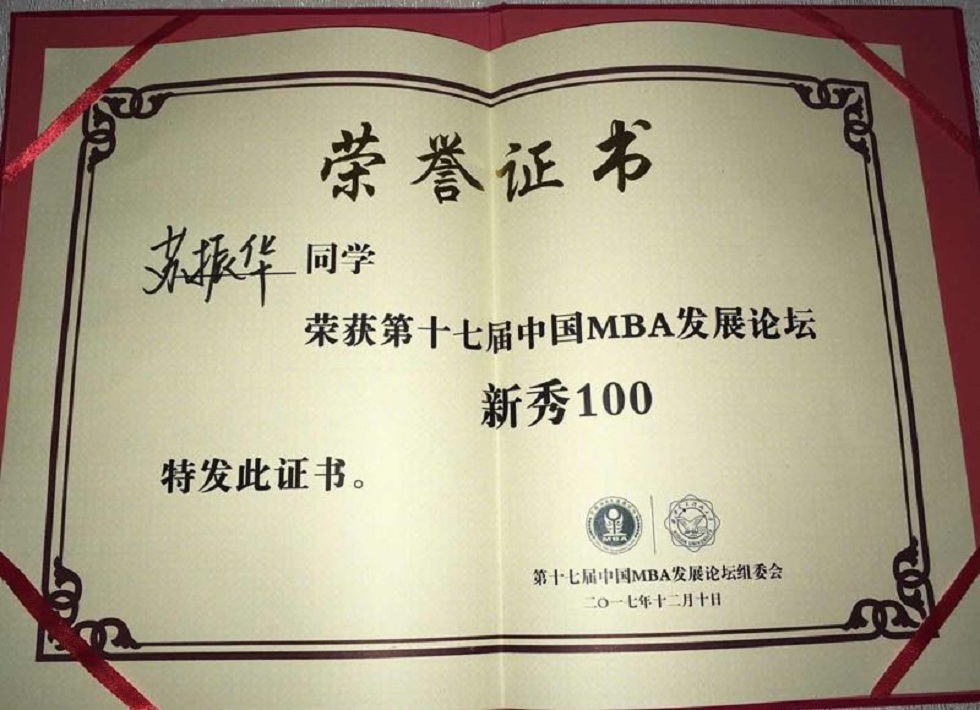 荣誉证书
苏振华 同学
荣获第十七届中国MBA发展论坛
新秀100
特发此证书。
MBA
第十七届中国MBA发展论坛组委会
二〇一七年十二月十日